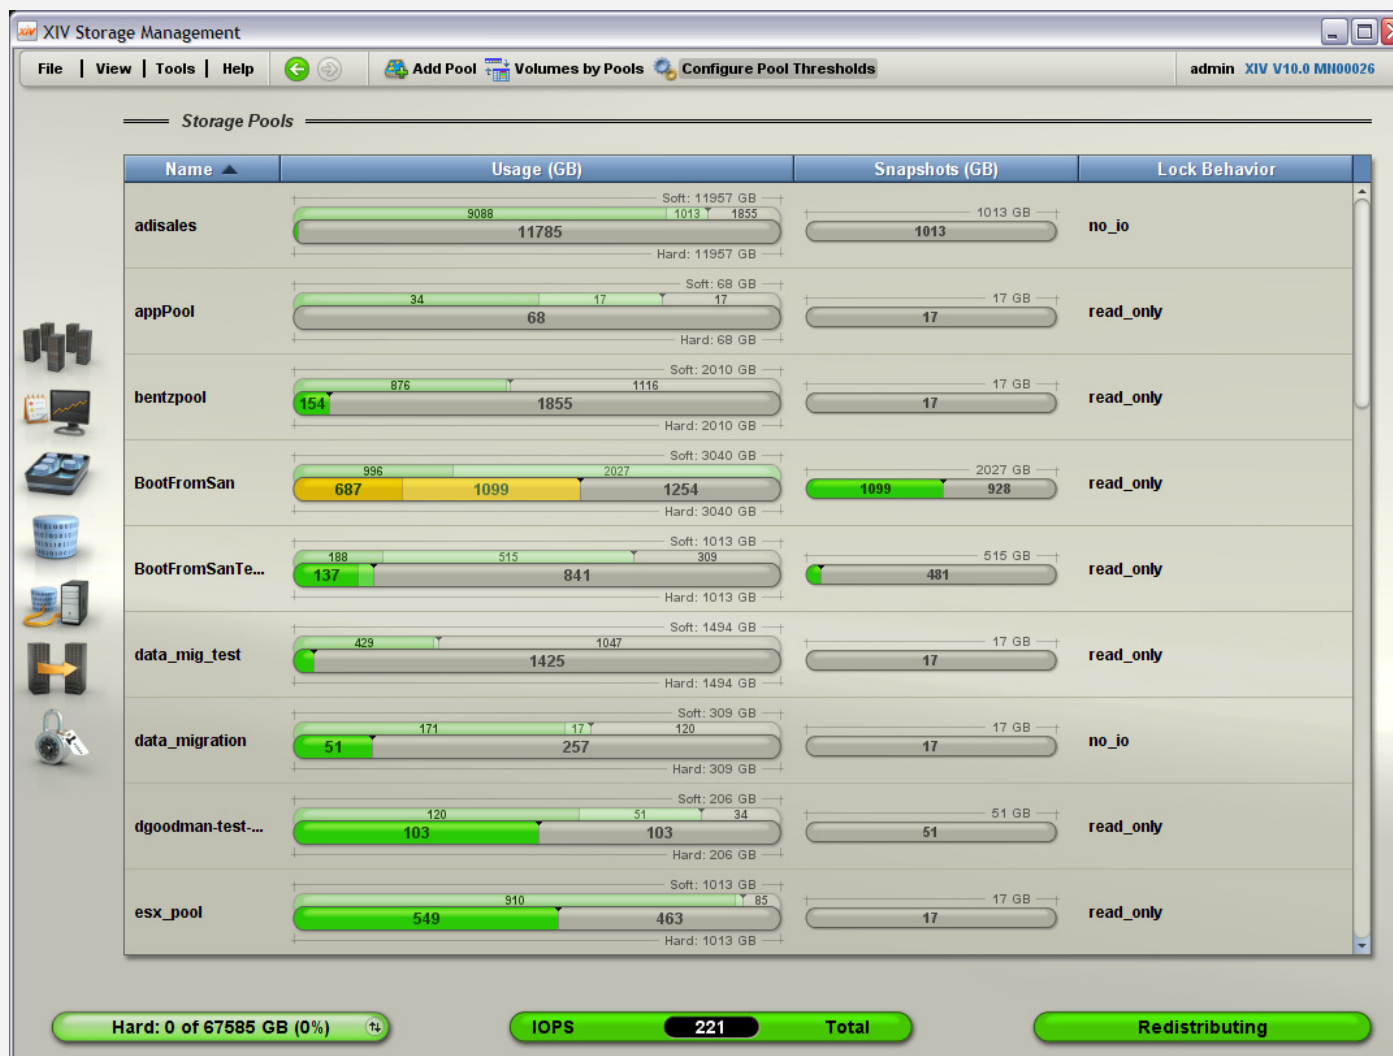 XIV Storage Management
File | View | Tools | Help Add Pool Volumes by Pools Configure Pool Thresholds admin XIV V10.0 MN00026
Storage Pools
Name Usage (GB) Snapshots (GB) Lock Behavior
Soft: 11957 GB
9088 1013 1855 1013 GB
adisales 11785 1013 no_io
Hard: 11957 GB
Soft: 68 GB
34 17 17 17 GB
appPool 68 17 read_only
Hard: 68 GB
Soft: 2010 GB
876 1116 17 GB
bentzpool 154 1855 17 read_only
Hard: 2010 GB
Soft: 3040 GB
996 2027 2027 GB
BootFromSan 687 1099 1254 1099 928 read_only
Hard: 3040 GB
Soft: 1013 GB
188 515 309 515 GB
BootFromSanTe... 137 841 481 read_only
Hard: 1013 GB
Soft: 1494 GB
429 1047 17 GB
data_mig_test 1425 17 read_only
Hard: 1494 GB
Soft: 309 GB
171 17 120 17 GB
data_migration 51 257 17 no_io
Hard: 309 GB
Soft: 206 GB
120 51 34 51 GB
dgoodman-test-... 103 103 51 read_only
Hard: 206 GB
Soft: 1013 GB
910 85 17 GB
esx_pool 549 463 17 read_only
Hard: 1013 GB
Hard: 0 of 67585 GB (0%) IOPS 221 Total Redistributing